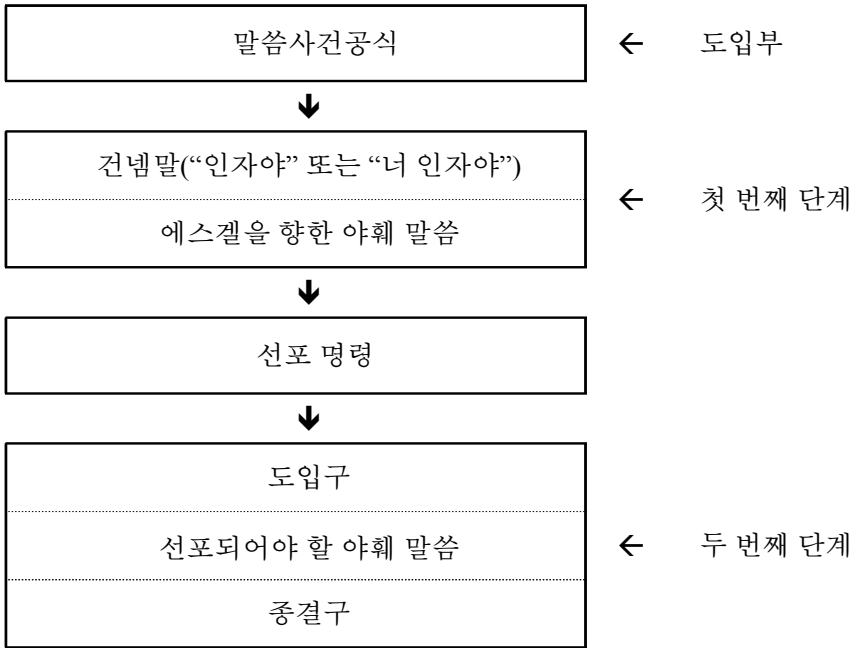 말씀사건공식 ← 도입부
↓
건넴말(“인자야” 또는 “너 인자야”)
← 첫 번째 단계
에스겔을 향한 야훼 말씀
↓
선포 명령
↓
도입구
선포되어야 할 야훼 말씀 ← 두 번째 단계
종결구